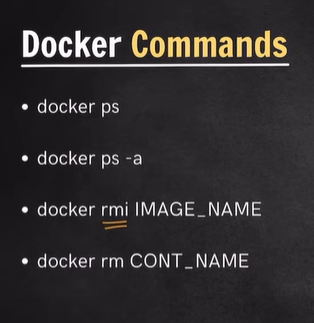 Docker Commands
• docker ps
• docker ps -a
• docker rmi IMAGE_NAME
• docker rm CONT_NAME